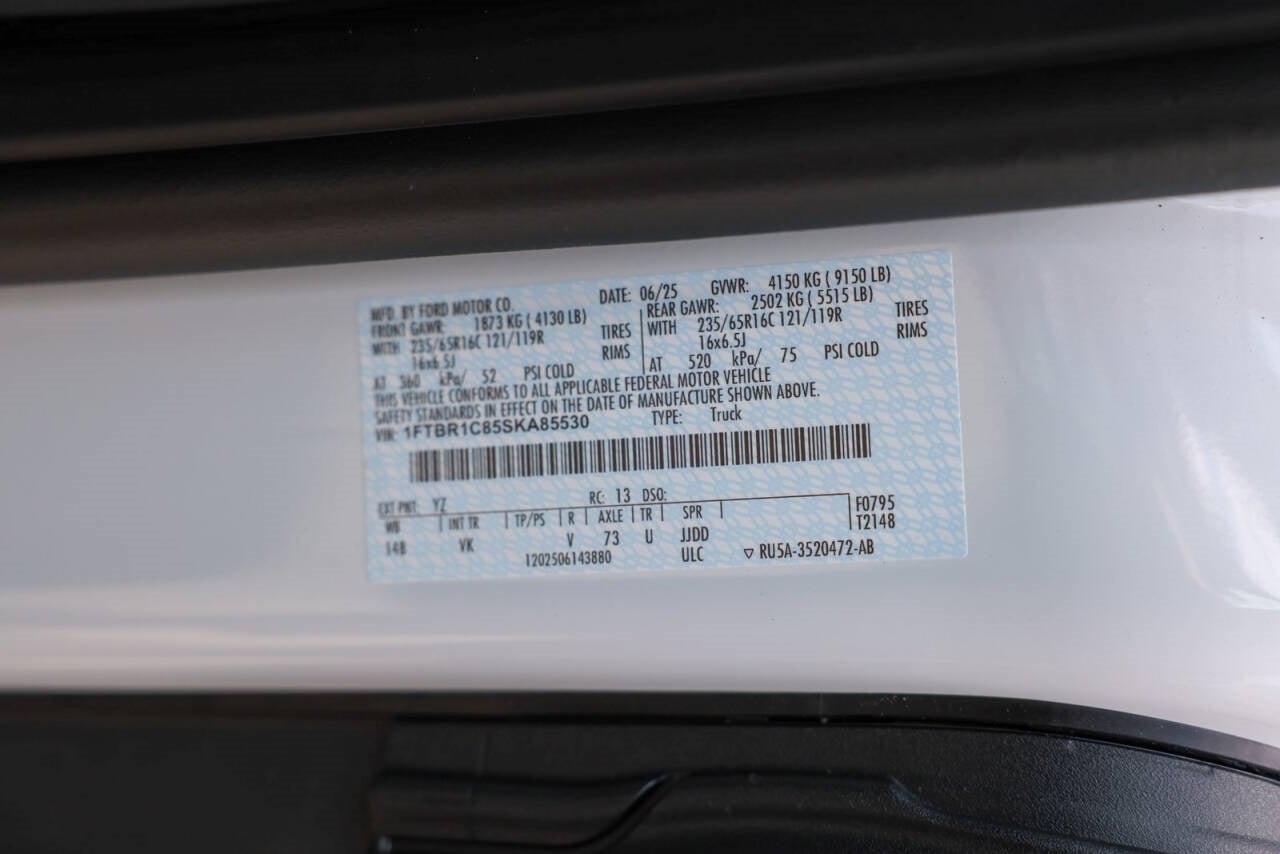 MFD. BY FORD MOTOR CO. DATE: 06/25 GVWR: 4150 KG ( 9150 LB)
FRONT GAWR: 1873 KG ( 4130 LB) REAR GAWR: 2502 KG ( 5515 LB)
WITH 235/65R16C 121/119R TIRES WITH 235/65R16C 121/119R TIRES
16x6.5J RIMS 16x6.5J RIMS
AT 360 kPa/ 52 PSI COLD AT 520 kPa/ 75 PSI COLD
THIS VEHICLE CONFORMS TO ALL APPLICABLE FEDERAL MOTOR VEHICLE
SAFETY STANDARDS IN EFFECT ON THE DATE OF MANUFACTURE SHOWN ABOVE.
VIN: 1FTBR1C85SKA85530 TYPE: Truck
EXT PNT: YZ RC: 13 DSO: F0795
WB INT TR TP/PS R AXLE TR SPR T2148
148 VK V 73 U JJDD
1202506143880 ULC ▽ RU5A-3520472-AB